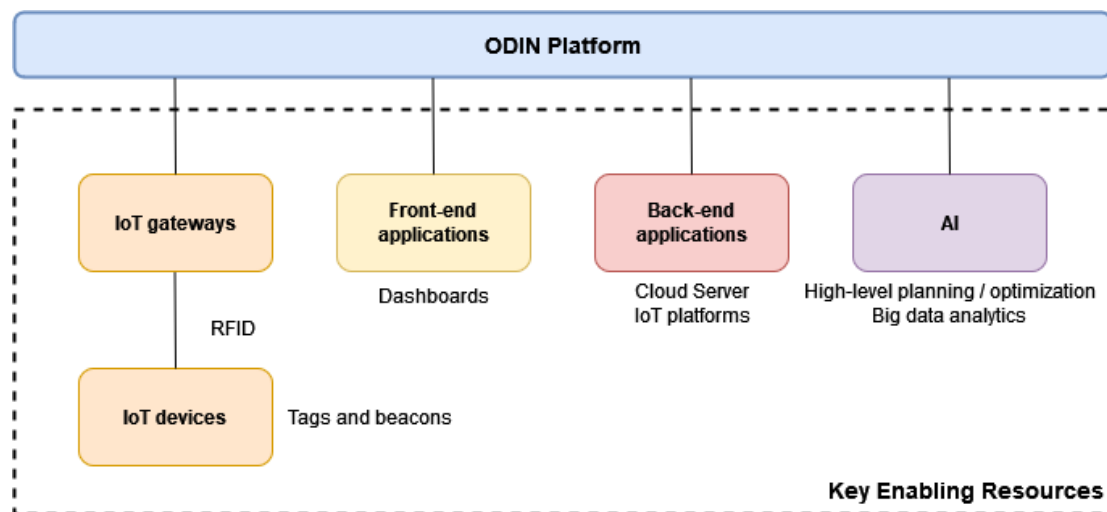 ODIN Platform
IoT gateways
Front-end
applications
Back-end
applications
AI
Dashboards
Cloud Server
IoT platforms
High-level planning / optimization
Big data analytics
RFID
IoT devices
Tags and beacons
Key Enabling Resources